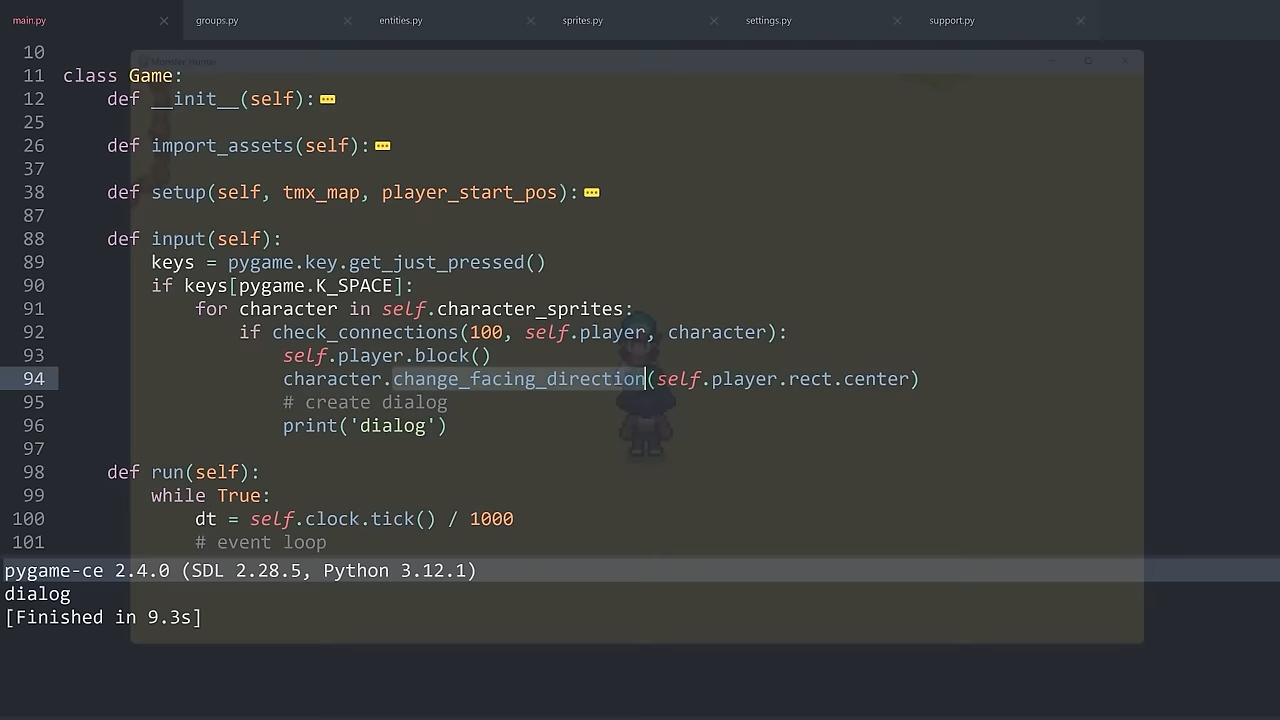 main.py
groups.py
entities.py
sprites.py
settings.py
support.py
Monster Hunter
10
11 class Game:
12 def __init__(self):
25
26 def import_assets(self):
37
38 def setup(self, tmx_map, player_start_pos):
87
88 def input(self):
89 keys = pygame.key.get_just_pressed()
90 if keys[pygame.K_SPACE]:
91 for character in self.character_sprites:
92 if check_connections(100, self.player, character):
93 self.player.block()
94 character.change_facing_direction(self.player.rect.center)
95 # create dialog
96 print('dialog')
97
98 def run(self):
99 while True:
100 dt = self.clock.tick() / 1000
101 # event loop
pygame-ce 2.4.0 (SDL 2.28.5, Python 3.12.1)
dialog
[Finished in 9.3s]